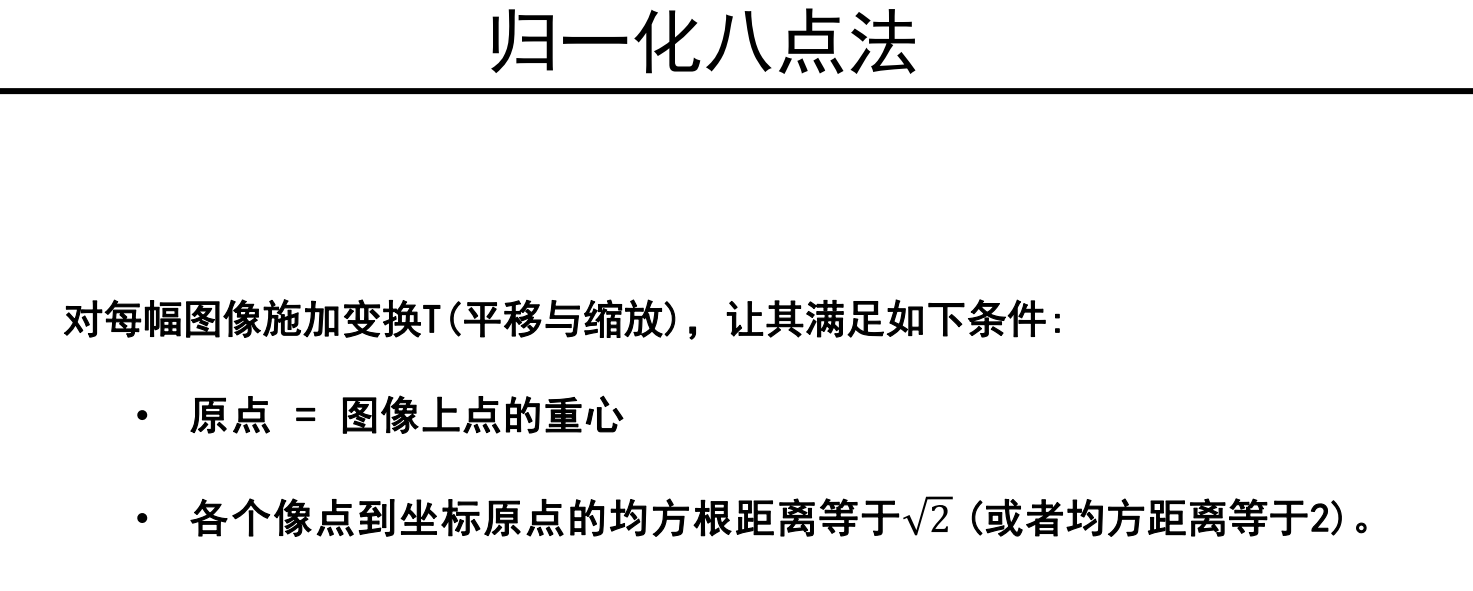 归一化八点法
对每幅图像施加变换T(平移与缩放)，让其满足如下条件:
• 原点 = 图像上点的重心
• 各个像点到坐标原点的均方根距离等于√2 (或者均方距离等于2)。